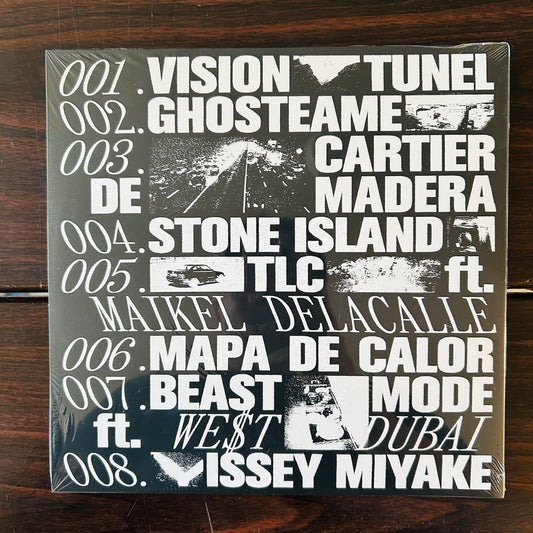 001. VISION TUNEL
002. GHOSTEAME
003. CARTIER
DE MADERA
004. STONE ISLAND
005. TLC ft.
MAIKEL DELACALLE
006. MAPA DE CALOR
007. BEAST MODE
ft. WE$T DUBAI
008. ISSEY MIYAKE